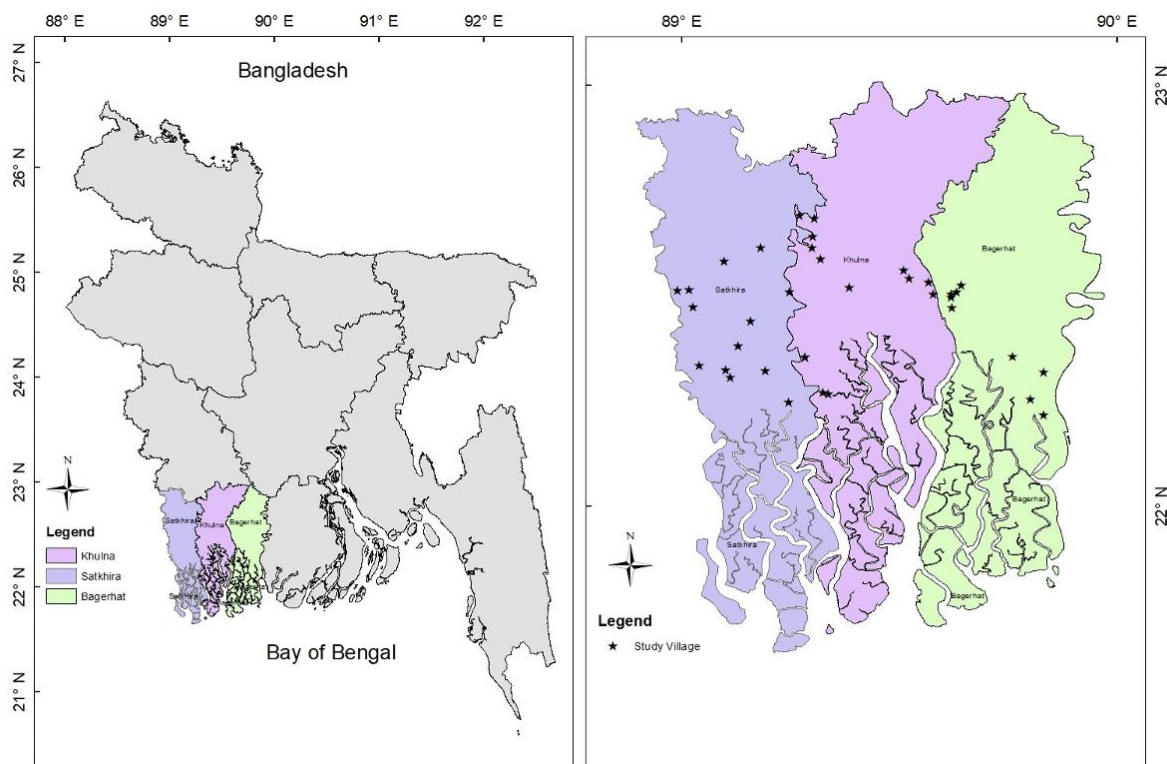 88° E
89° E
90° E
91° E
92° E
27° N
26° N
25° N
24° N
23° N
22° N
21° N
Bangladesh
Satkhira
Khulna
Bagerhat
Satkhira
N
Legend
Khulna
Satkhira
Bagerhat
Bay of Bengal
89° E
90° E
23° N
22° N
Bagerhat
Khulna
Satkhira
Bagerhat
Satkhira
Bagerhat
N
Legend
Study Village